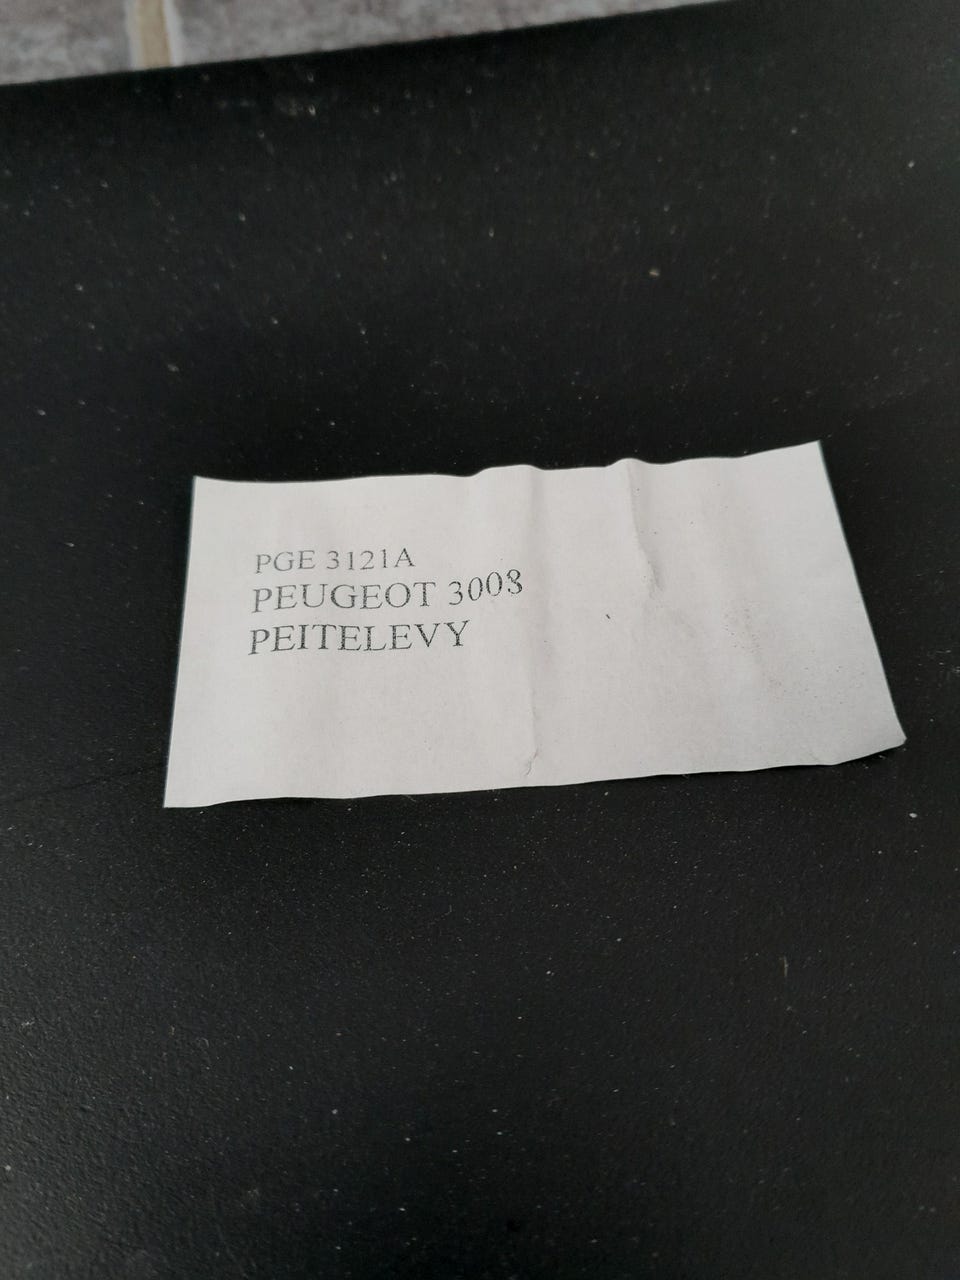 PGE 3121A
PEUGEOT 3008
PEITELEVY